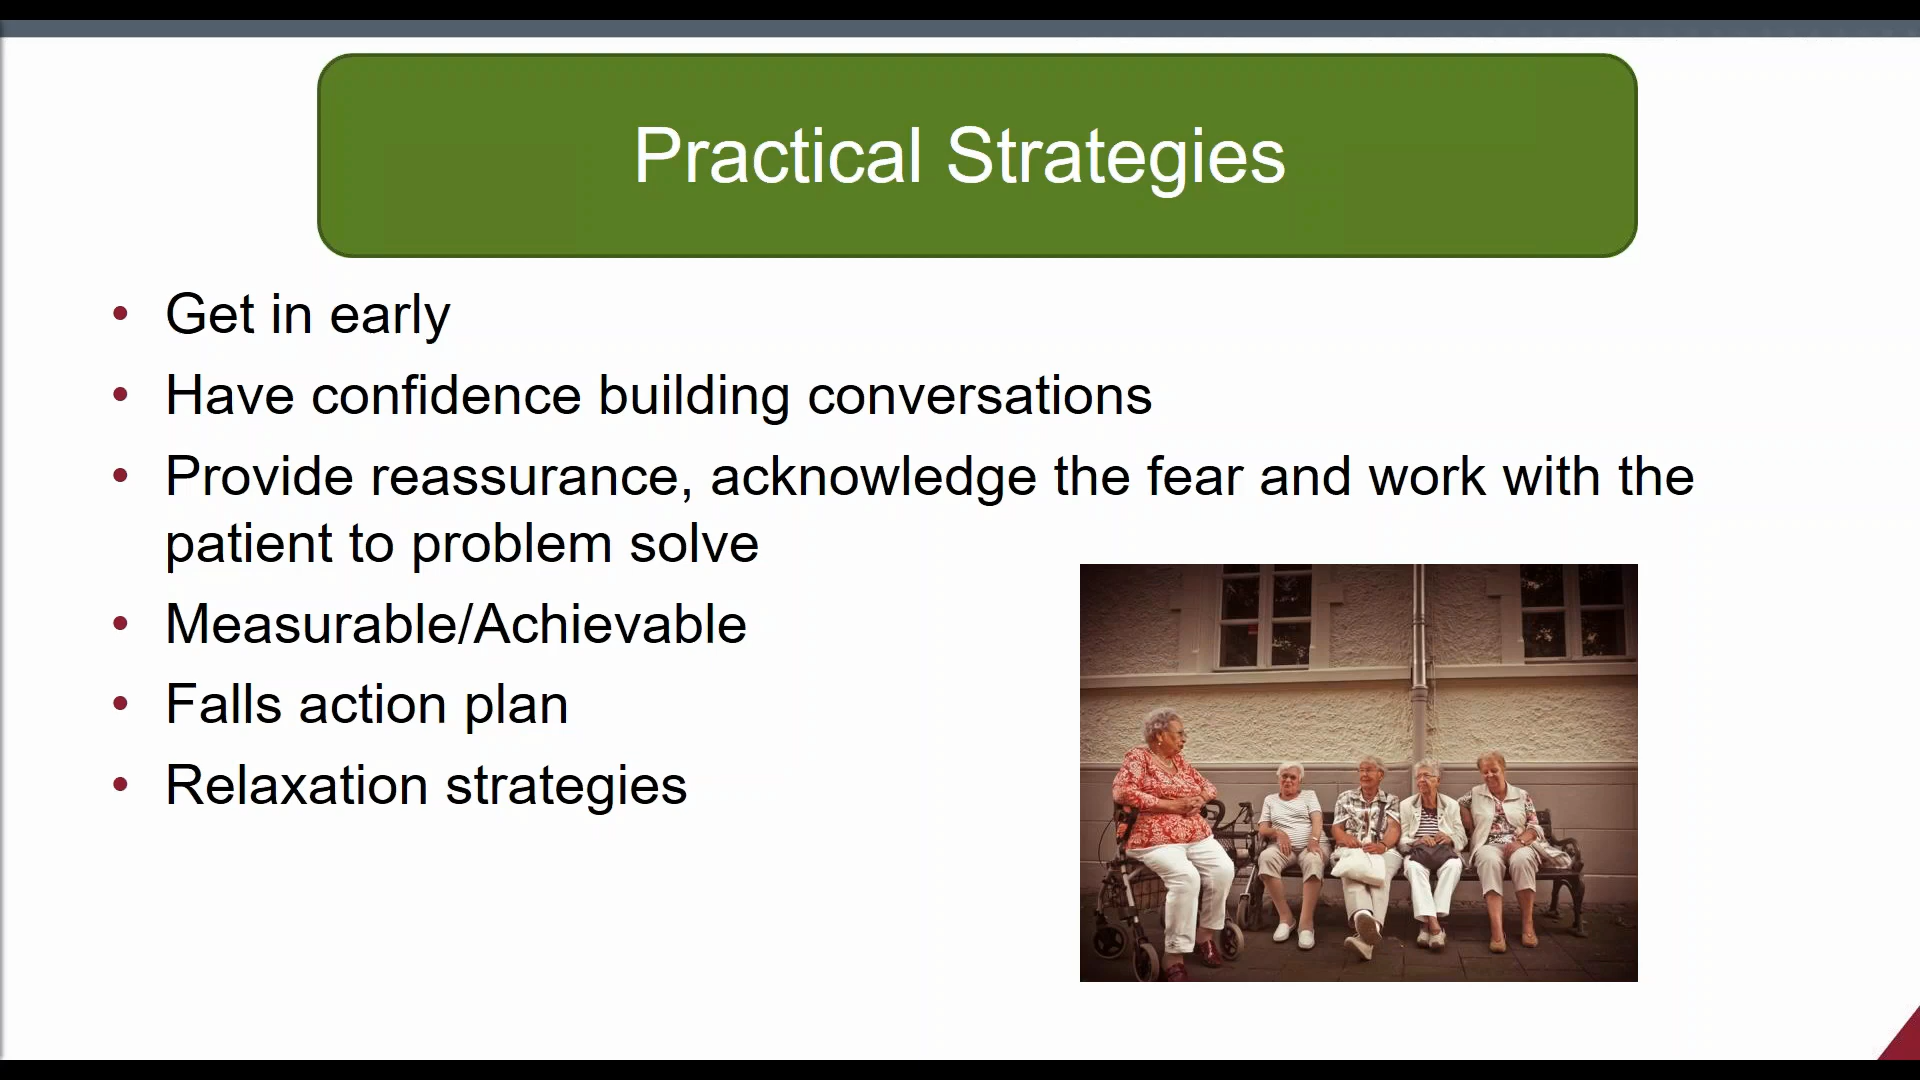 Practical Strategies
• Get in early
• Have confidence building conversations
• Provide reassurance, acknowledge the fear and work with the
patient to problem solve
• Measurable/Achievable
• Falls action plan
• Relaxation strategies